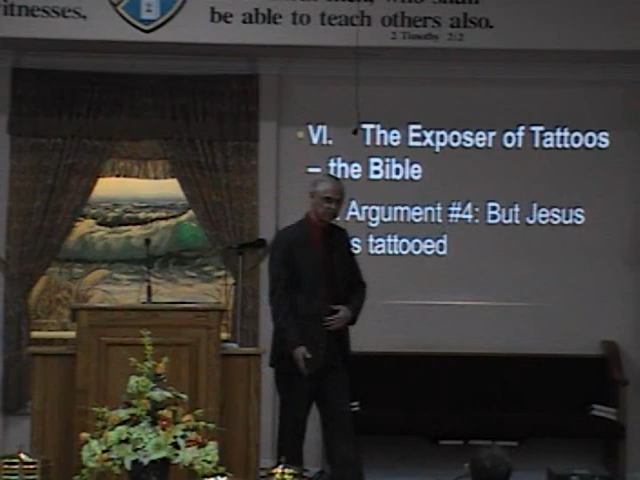 itnesses.
be able to teach others also.
2 Timothy 2:2
VI. The Exposer of Tattoos
– the Bible
Argument #4: But Jesus
s tattooed